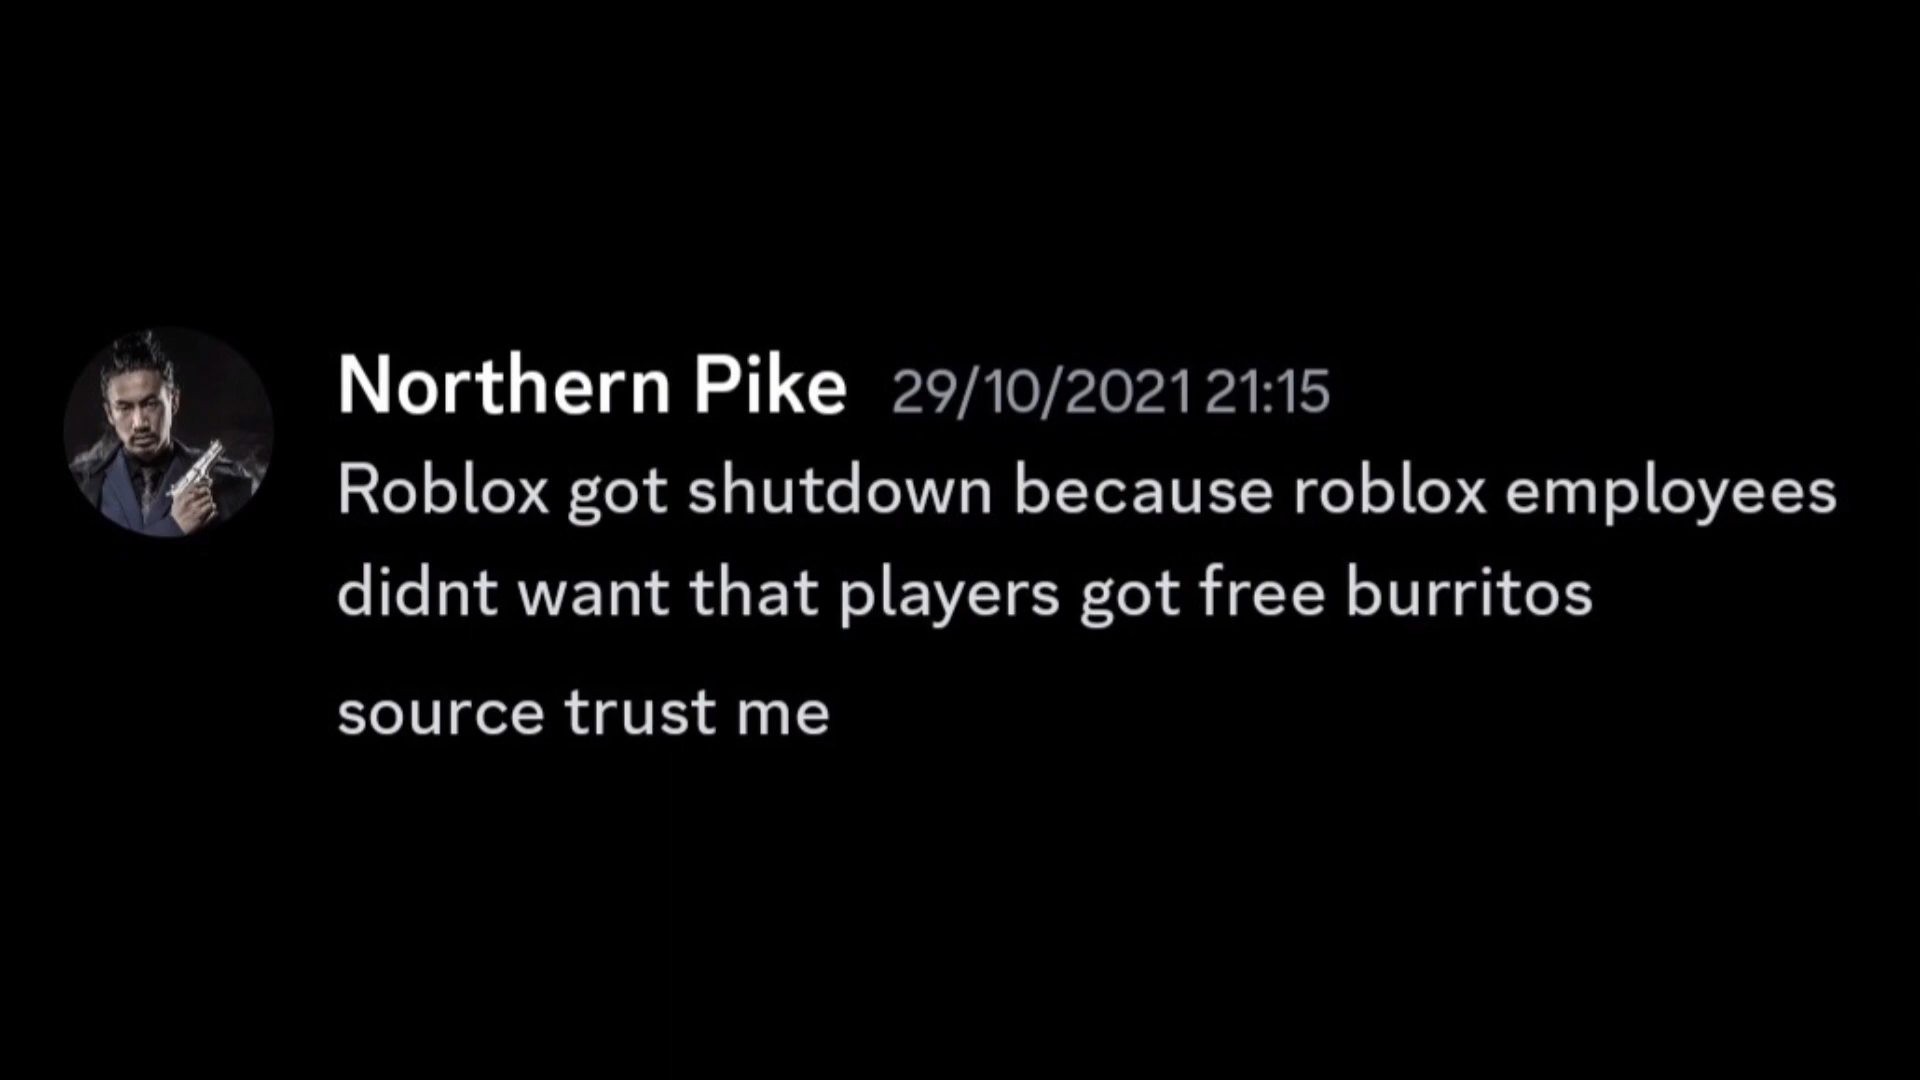 Northern Pike 29/10/2021 21:15
Roblox got shutdown because roblox employees
didnt want that players got free burritos
source trust me